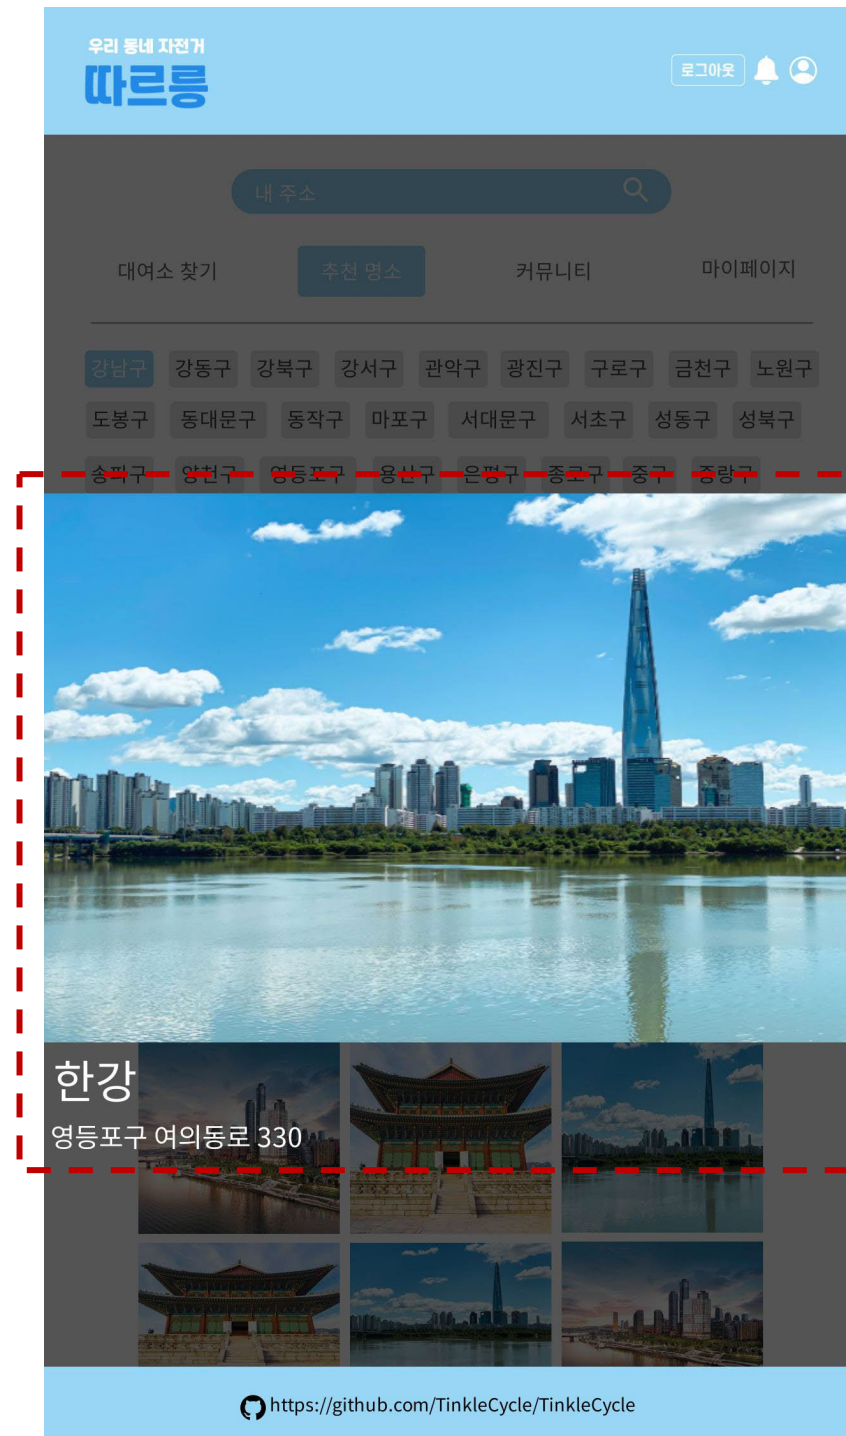 우리 동네 자전거
따르릉
로그아웃
내 주소
대여소 찾기 추천 명소 커뮤니티 마이페이지
강남구 강동구 강북구 강서구 관악구 광진구 구로구 금천구 노원구
도봉구 동대문구 동작구 마포구 서대문구 서초구 성동구 성북구
송파구 양천구 영등포구 용산구 은평구 종로구 중구 중랑구
한강
영등포구 여의동로 330
https://github.com/TinkleCycle/TinkleCycle